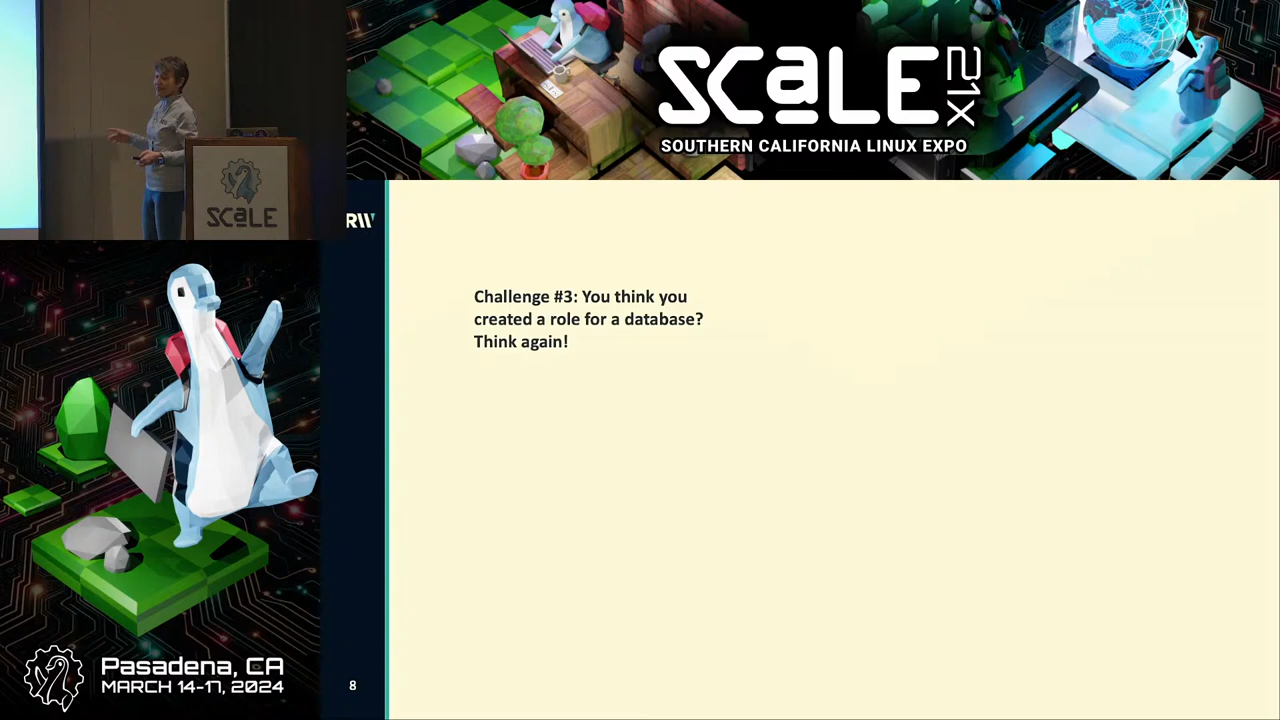 SCaLE 21X
SOUTHERN CALIFORNIA LINUX EXPO
SCaLE
RW
Challenge #3: You think you
created a role for a database?
Think again!
Pasadena, CA
MARCH 14-17, 2024
8